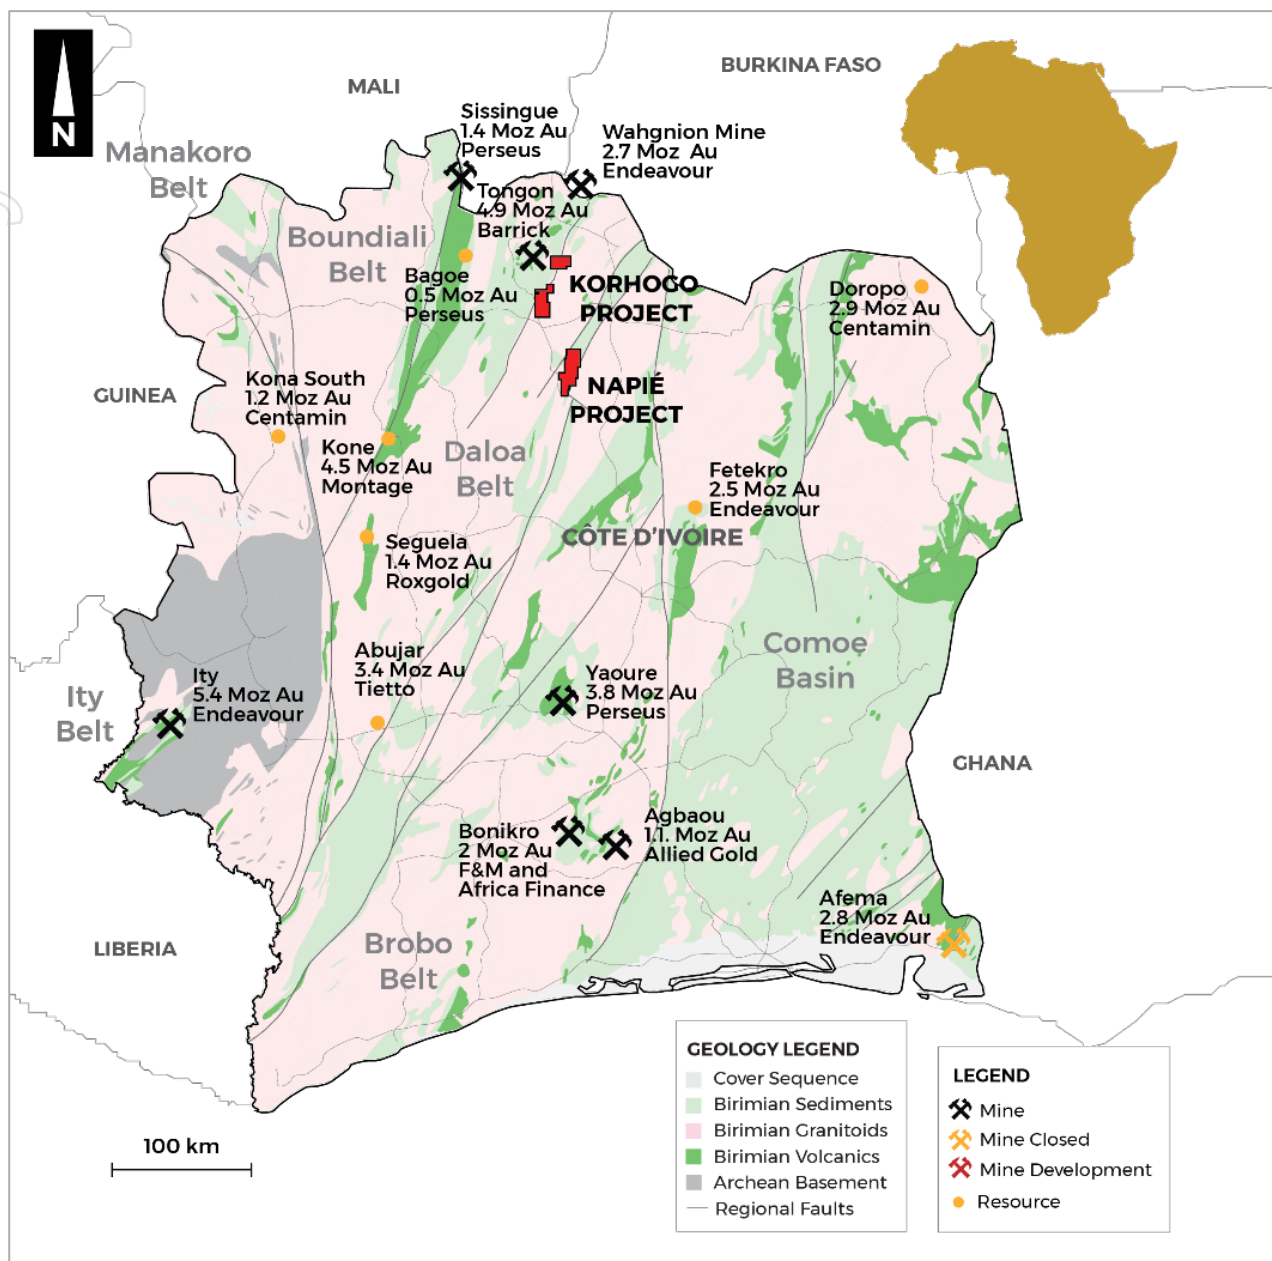 MALI
BURKINA FASO
N
Manakoro
Belt
Sissingue
1.4 Moz Au
Perseus
Wahgnion Mine
2.7 Moz Au
Endeavour
Tongon
4.9 Moz Au
Barrick
Boundiali
Belt
Bagoe
0.5 Moz Au
Perseus
KORHOGO
PROJECT
Doropo
2.9 Moz Au
Centamin
GUINEA
Kona South
1.2 Moz Au
Centamin
NAPIÉ
PROJECT
Kone
4.5 Moz Au
Montage
Daloa
Belt
Fetekro
2.5 Moz Au
Endeavour
CÔTE D'IVOIRE
Seguela
1.4 Moz Au
Roxgold
Comoe
Basin
Abujar
3.4 Moz Au
Tietto
Ity
5.4 Moz Au
Endeavour
Ity
Belt
Yaoure
3.8 Moz Au
Perseus
GHANA
Bonikro
2 Moz Au
F&M and
Africa Finance
Agbaou
1.1. Moz Au
Allied Gold
Afema
2.8 Moz Au
Endeavour
LIBERIA
Brobo
Belt
100 km
GEOLOGY LEGEND
Cover Sequence
Birimian Sediments
Birimian Granitoids
Birimian Volcanics
Archean Basement
Regional Faults
LEGEND
Mine
Mine Closed
Mine Development
Resource